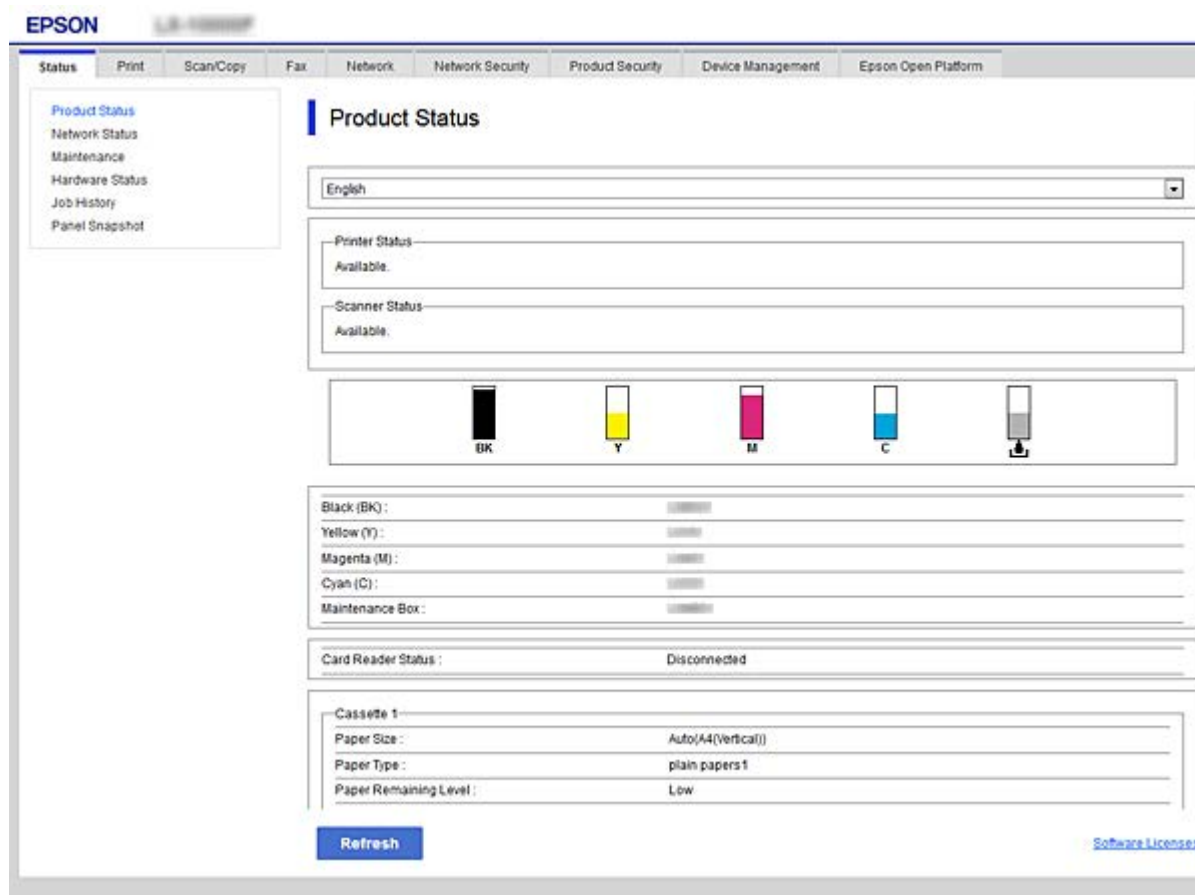 EPSON
Status Print Scan/Copy Fax Network Network Security Product Security Device Management Epson Open Platform
Product Status
Network Status
Maintenance
Hardware Status
Job History
Panel Snapshot
Product Status
English
Printer Status
Available.
Scanner Status
Available.
BK Y M C
Black (BK) :
Yellow (Y) :
Magenta (M) :
Cyan (C) :
Maintenance Box :
Card Reader Status : Disconnected
Cassette 1
Paper Size : Auto(A4(Vertical))
Paper Type : plain papers1
Paper Remaining Level : Low
Refresh
Software Licenses